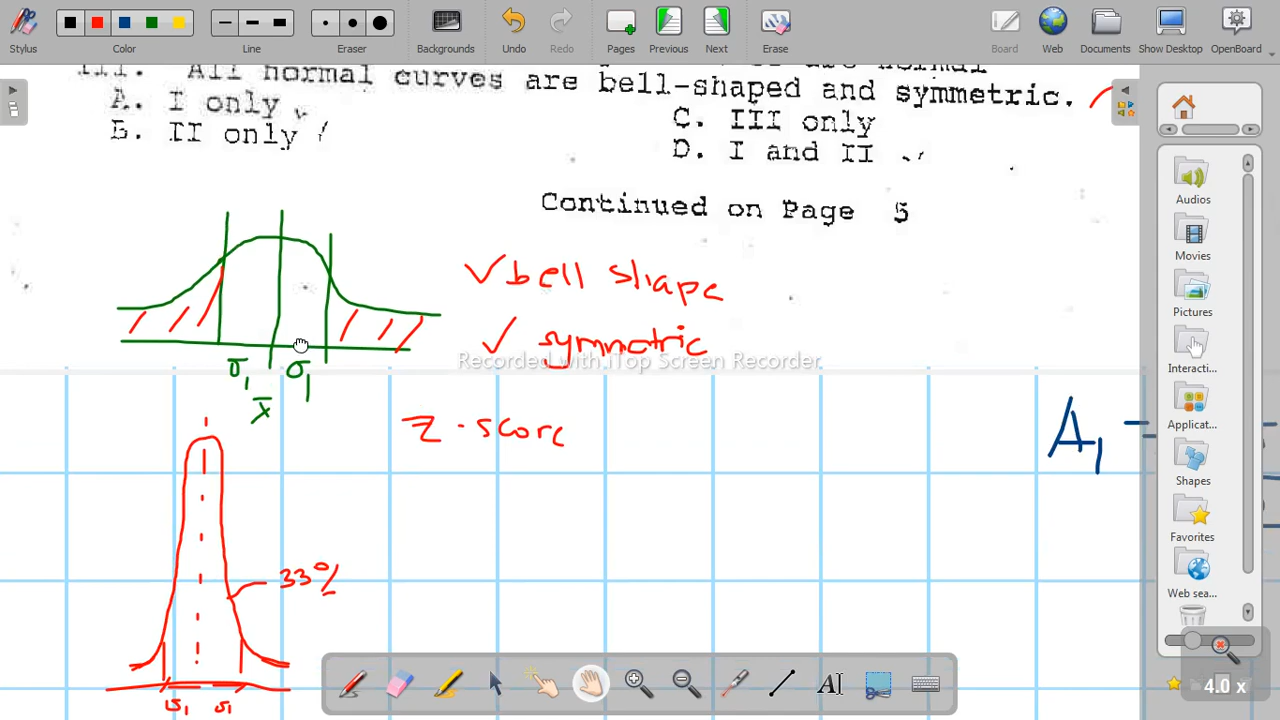 Stylus
Color
Line
Eraser
Backgrounds
Undo
Redo
Pages
Previous
Next
Erase
Board
Web
Documents
Show Desktop
OpenBoard
III. All normal curves are bell-shaped and symmetric.
A. I only
B. II only
C. III only
D. I and II
Continued on Page 5
✓ bell shape
✓ symmetric
Recorded with iTop Screen Recorder
σ1 σ1
x̄
z-score
A1 =
33%
Audios
Movies
Pictures
Interacti...
Applicat...
Shapes
Favorites
Web sea...
4.0 x